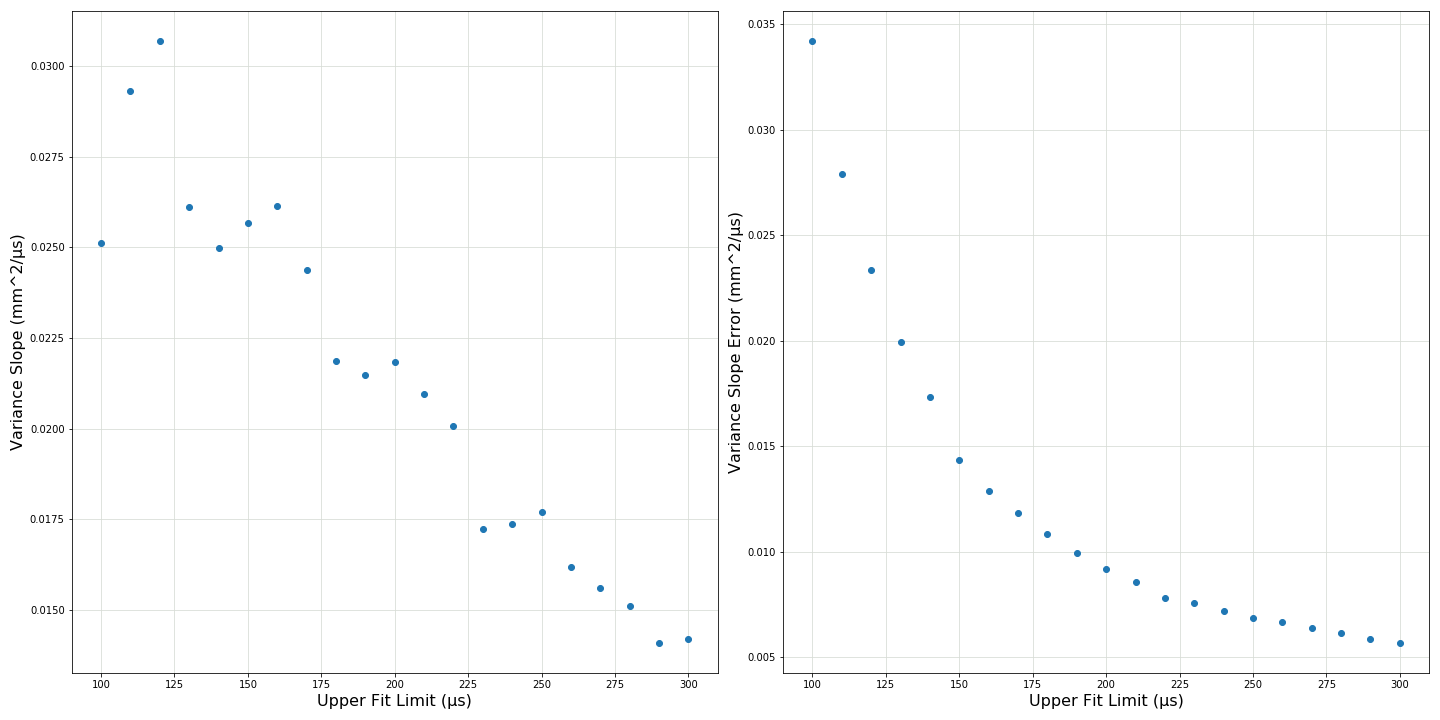 0.0300
0.0275
0.0250
0.0225
0.0200
0.0175
0.0150
Variance Slope (mm^2/μs)
100 125 150 175 200 225 250 275 300
Upper Fit Limit (μs)
0.035
0.030
0.025
0.020
0.015
0.010
0.005
Variance Slope Error (mm^2/μs)
100 125 150 175 200 225 250 275 300
Upper Fit Limit (μs)